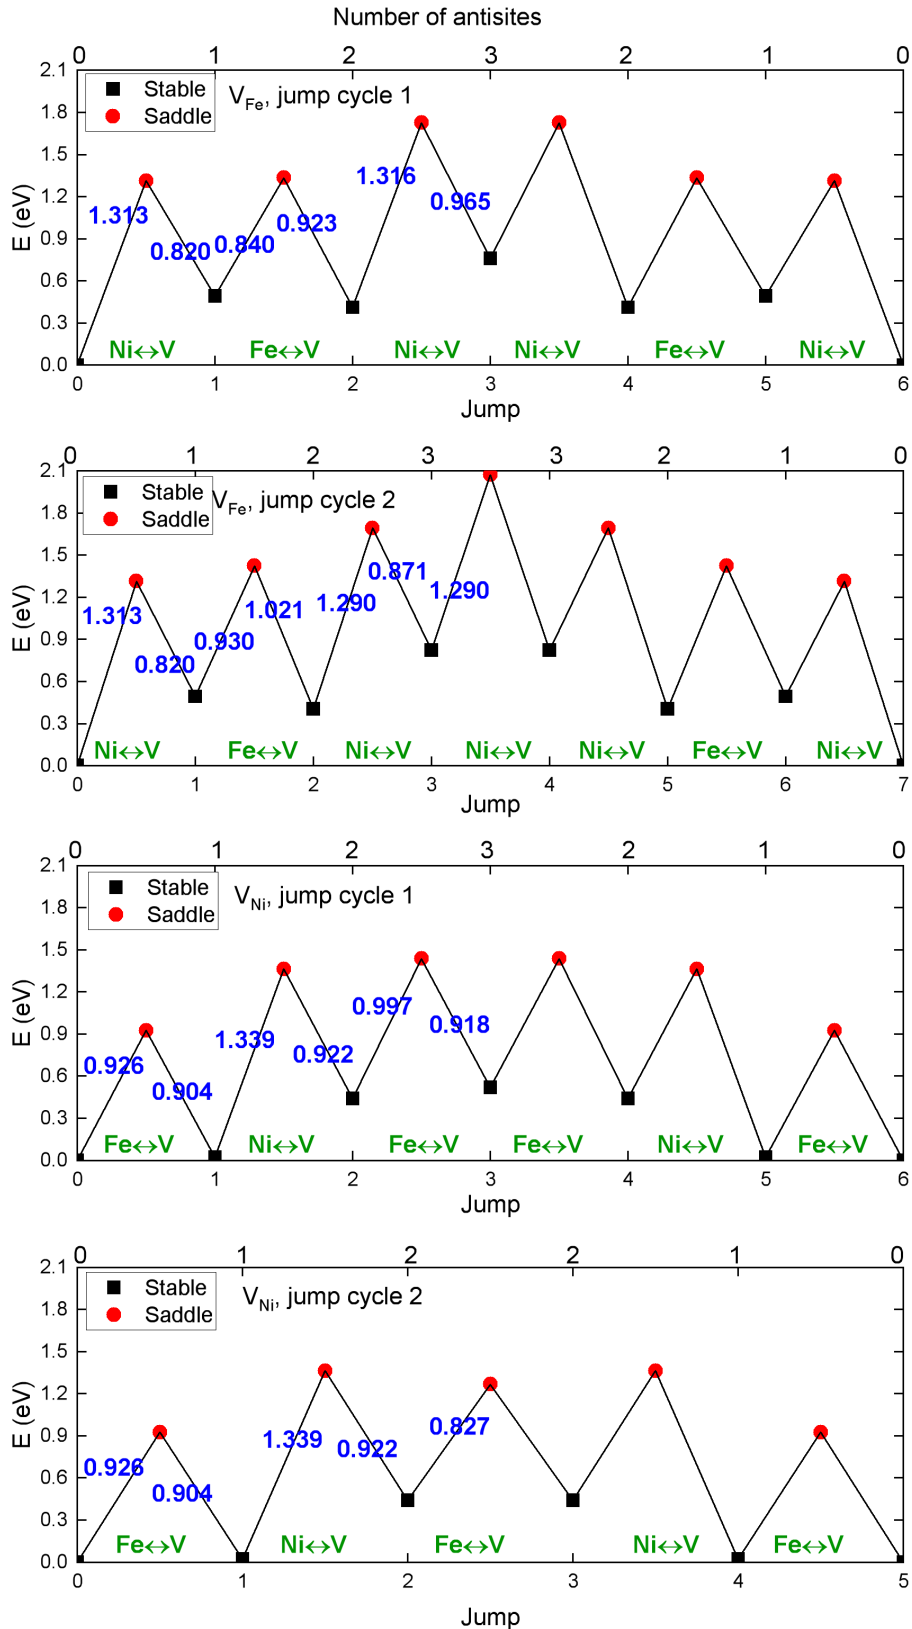 Number of antisites
0 1 2 3 2 1 0
2.1
Stable
Saddle
V_Fe, jump cycle 1
1.8
1.5
1.2
0.9
0.6
0.3
0.0
E (eV)
1.313
0.820
0.840
0.923
1.316
0.965
Ni↔V Fe↔V Ni↔V Ni↔V Fe↔V Ni↔V
0 1 2 3 4 5 6
Jump
0 1 2 3 3 2 1 0
2.1
Stable
Saddle
V_Fe, jump cycle 2
1.8
1.5
1.2
0.9
0.6
0.3
0.0
E (eV)
1.313
0.820
0.930
1.021
1.290
0.871
1.290
Ni↔V Fe↔V Ni↔V Ni↔V Ni↔V Fe↔V Ni↔V
0 1 2 3 4 5 6 7
Jump
0 1 2 3 2 1 0
2.1
Stable
Saddle
V_Ni, jump cycle 1
1.8
1.5
1.2
0.9
0.6
0.3
0.0
E (eV)
0.926
0.904
1.339
0.922
0.997
0.918
Fe↔V Ni↔V Fe↔V Fe↔V Ni↔V Fe↔V
0 1 2 3 4 5 6
Jump
0 1 2 2 1 0
2.1
Stable
Saddle
V_Ni, jump cycle 2
1.8
1.5
1.2
0.9
0.6
0.3
0.0
E (eV)
0.926
0.904
1.339
0.922
0.827
Fe↔V Ni↔V Fe↔V Ni↔V Fe↔V
0 1 2 3 4 5
Jump